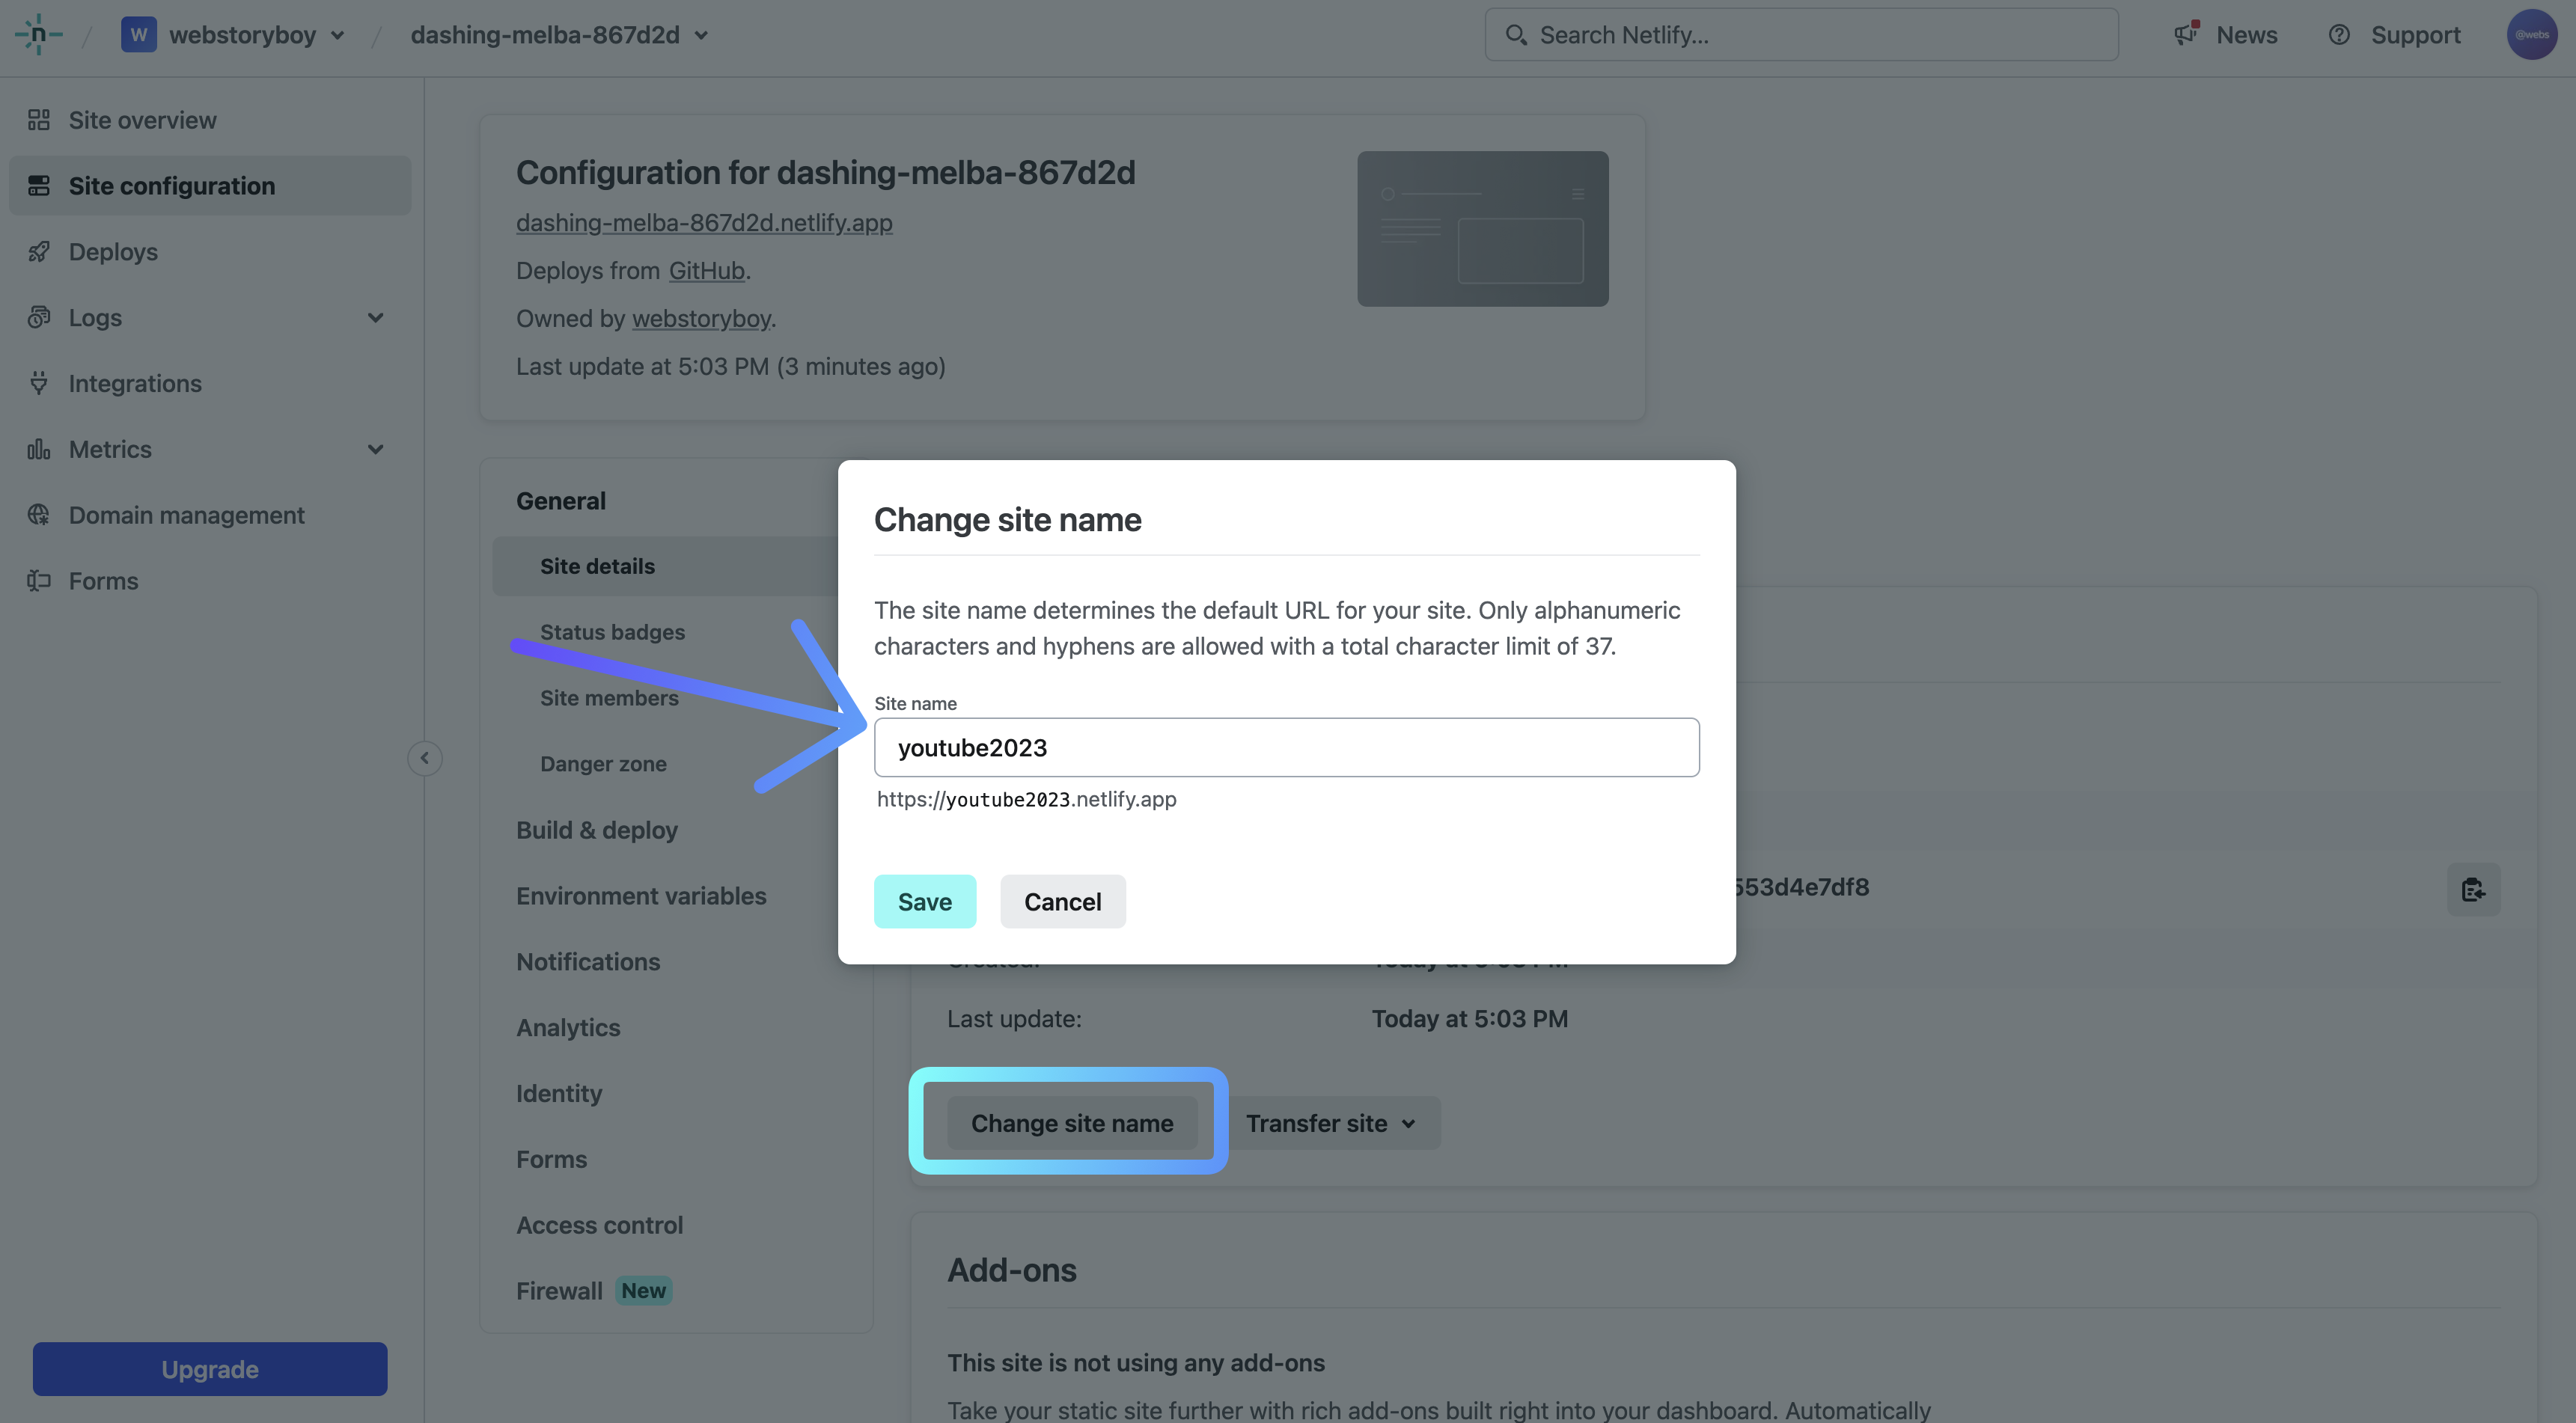 n / W webstoryboy / dashing-melba-867d2d
Search Netlify...
News
Support
@webs
Site overview
Site configuration
Deploys
Logs
Integrations
Metrics
Domain management
Forms
Upgrade
Configuration for dashing-melba-867d2d
dashing-melba-867d2d.netlify.app
Deploys from GitHub.
Owned by webstoryboy.
Last update at 5:03 PM (3 minutes ago)
General
Site details
Status badges
Site members
Danger zone
Build & deploy
Environment variables
Notifications
Analytics
Identity
Forms
Access control
Firewall New
Change site name
The site name determines the default URL for your site. Only alphanumeric
characters and hyphens are allowed with a total character limit of 37.
Site name
youtube2023
https://youtube2023.netlify.app
Save Cancel
553d4e7df8
Last update: Today at 5:03 PM
Change site name
Transfer site
Add-ons
This site is not using any add-ons
Take your static site further with rich add-ons built right into your dashboard. Automatically